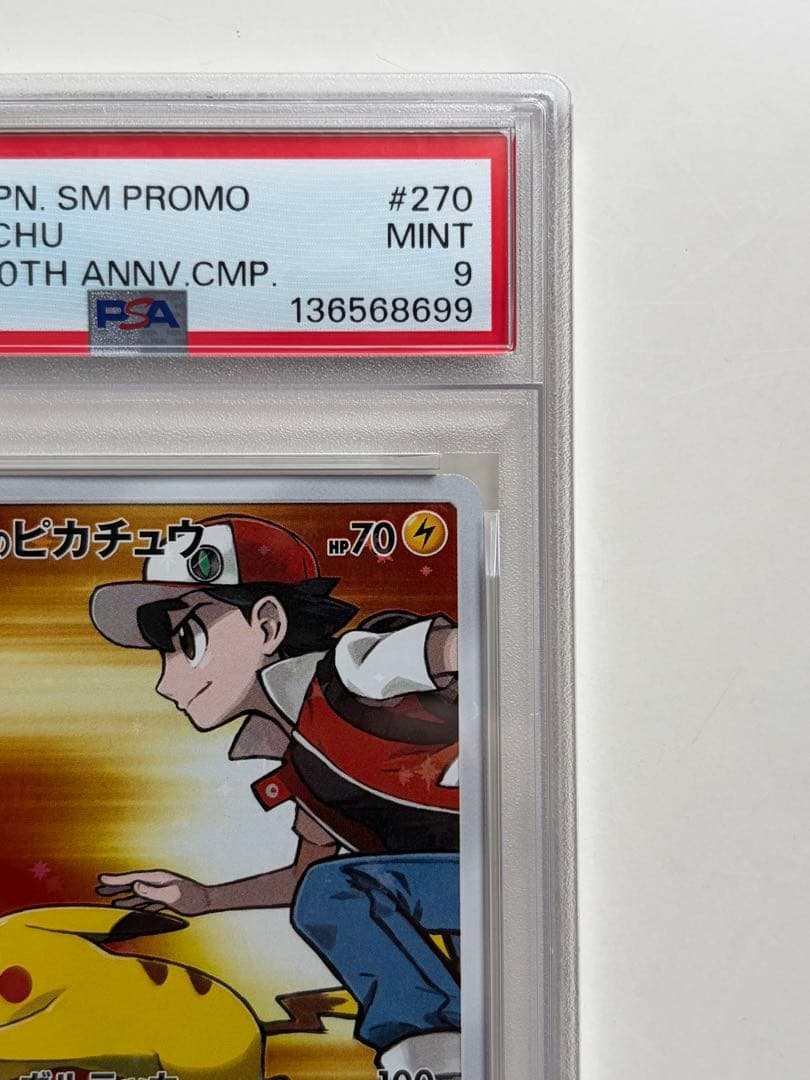 PN. SM PROMO #270
CHU MINT
0TH ANNV.CMP. 9
PSA 136568699
のピカチュウ HP70